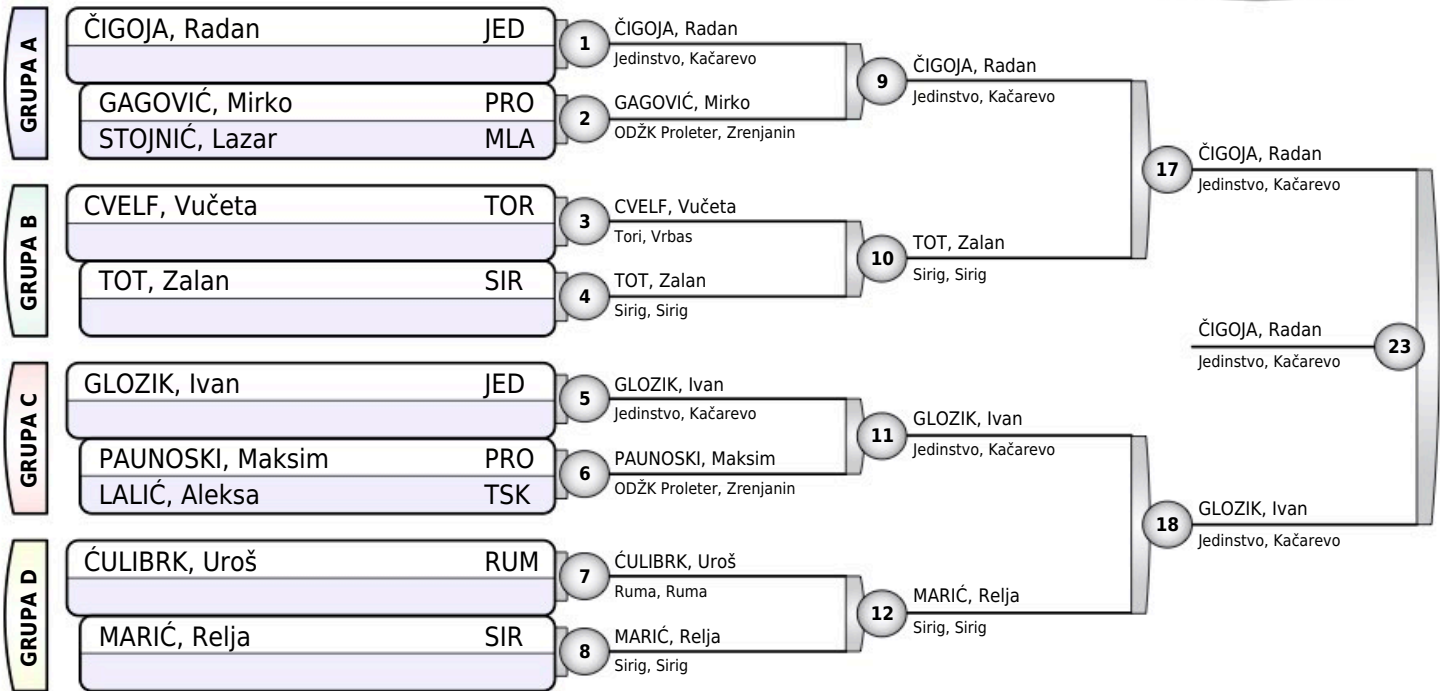 GRUPA A
ČIGOJA, Radan JED
GAGOVIĆ, Mirko PRO
STOJNIĆ, Lazar MLA
GRUPA B
CVELF, Vučeta TOR
TOT, Zalan SIR
GRUPA C
GLOZIK, Ivan JED
PAUNOSKI, Maksim PRO
LALIĆ, Aleksa TSK
GRUPA D
ĆULIBRK, Uroš RUM
MARIĆ, Relja SIR
1
ČIGOJA, Radan
Jedinstvo, Kačarevo
2
GAGOVIĆ, Mirko
ODŽK Proleter, Zrenjanin
3
CVELF, Vučeta
Tori, Vrbas
4
TOT, Zalan
Sirig, Sirig
5
GLOZIK, Ivan
Jedinstvo, Kačarevo
6
PAUNOSKI, Maksim
ODŽK Proleter, Zrenjanin
7
ĆULIBRK, Uroš
Ruma, Ruma
8
MARIĆ, Relja
Sirig, Sirig
9
ČIGOJA, Radan
Jedinstvo, Kačarevo
10
TOT, Zalan
Sirig, Sirig
11
GLOZIK, Ivan
Jedinstvo, Kačarevo
12
MARIĆ, Relja
Sirig, Sirig
17
ČIGOJA, Radan
Jedinstvo, Kačarevo
18
GLOZIK, Ivan
Jedinstvo, Kačarevo
ČIGOJA, Radan
Jedinstvo, Kačarevo
23